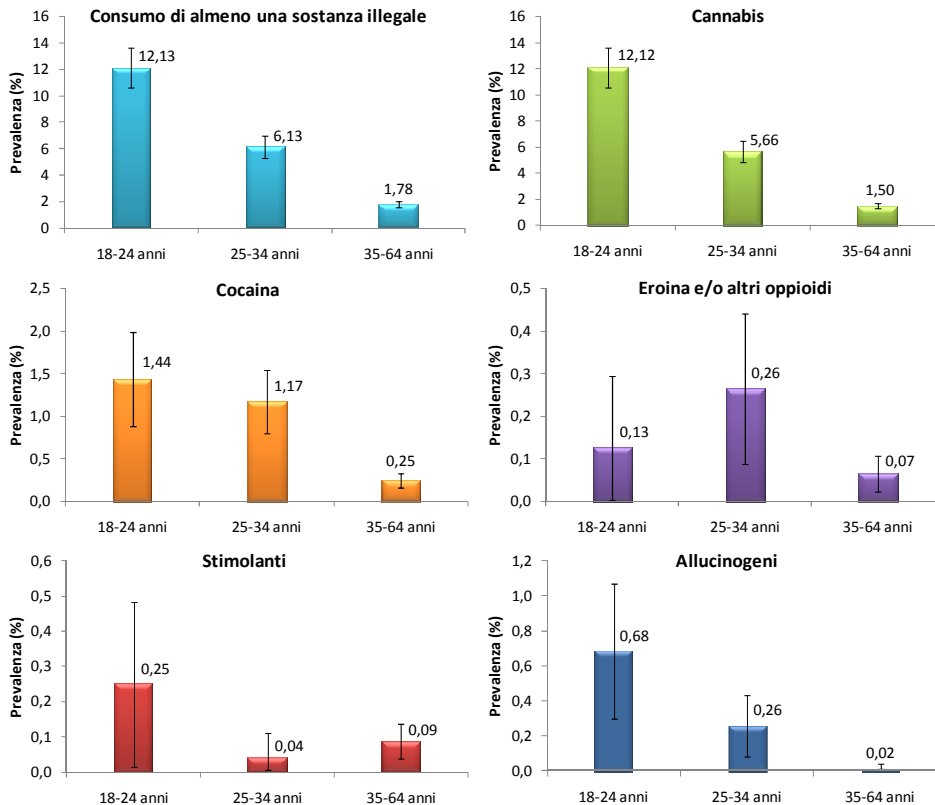 Consumo di almeno una sostanza illegale
Prevalenza (%)
16
14
12
10
8
6
4
2
0
12,13
6,13
1,78
18-24 anni
25-34 anni
35-64 anni
Cannabis
Prevalenza (%)
16
14
12
10
8
6
4
2
0
12,12
5,66
1,50
18-24 anni
25-34 anni
35-64 anni
Cocaina
Prevalenza (%)
2,5
2,0
1,5
1,0
0,5
0,0
1,44
1,17
0,25
18-24 anni
25-34 anni
35-64 anni
Eroina e/o altri oppioidi
Prevalenza (%)
0,5
0,4
0,3
0,2
0,1
0,0
0,13
0,26
0,07
18-24 anni
25-34 anni
35-64 anni
Stimolanti
Prevalenza (%)
0,6
0,5
0,4
0,3
0,2
0,1
0,0
0,25
0,04
0,09
18-24 anni
25-34 anni
35-64 anni
Allucinogeni
Prevalenza (%)
1,2
1,0
0,8
0,6
0,4
0,2
0,0
0,68
0,26
0,02
18-24 anni
25-34 anni
35-64 anni